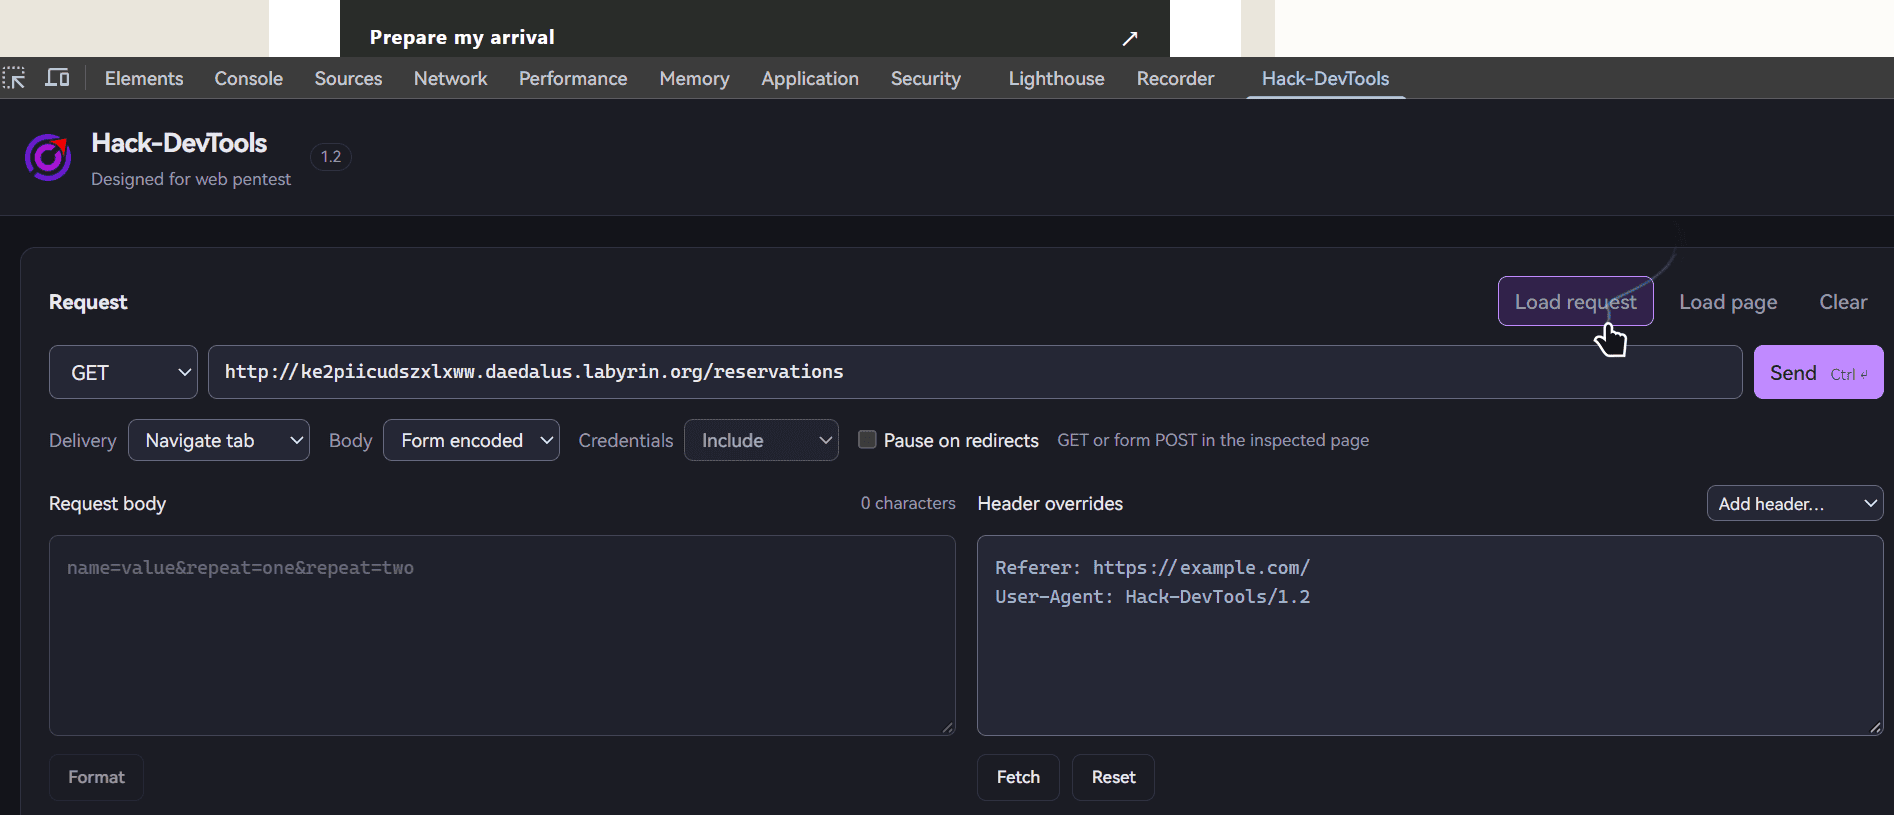 Prepare my arrival ↗
Elements Console Sources Network Performance Memory Application Security Lighthouse Recorder Hack-DevTools
Hack-DevTools
1.2
Designed for web pentest
Request Load request Load page Clear
GET http://ke2piicudszxlxww.daedalus.labyrin.org/reservations Send Ctrl ↵
Delivery Navigate tab Body Form encoded Credentials Include Pause on redirects GET or form POST in the inspected page
Request body 0 characters Header overrides Add header...
name=value&repeat=one&repeat=two
Referer: https://example.com/
User-Agent: Hack-DevTools/1.2
Format Fetch Reset